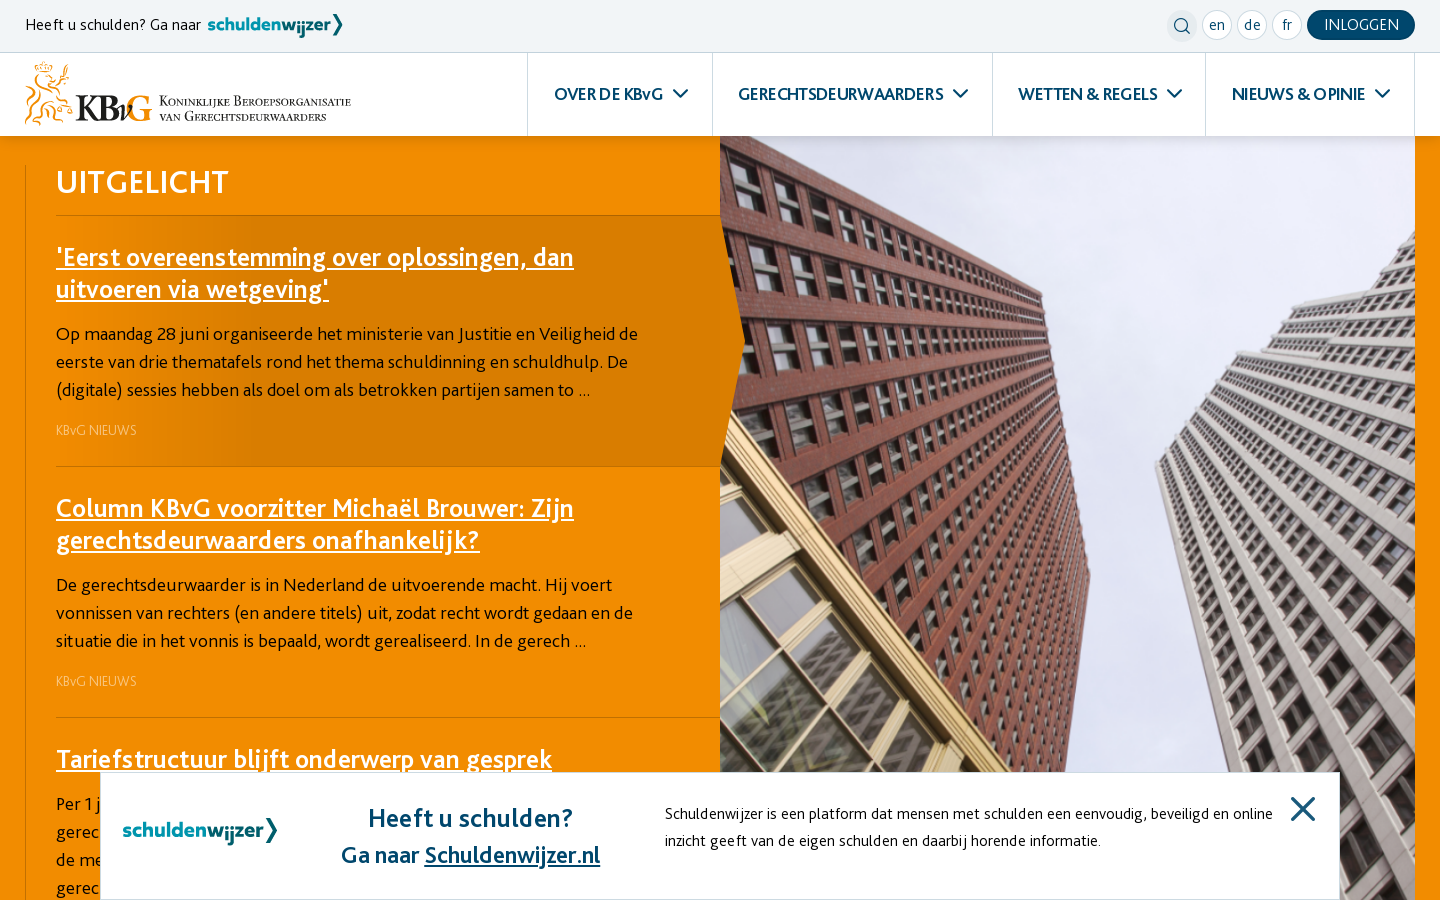 Heeft u schulden? Ga naar schuldenwijzer
en de fr INLOGGEN
KBvG KONINKLIJKE BEROEPSORGANISATIE
VAN GERECHTSDEURWAARDERS
OVER DE KBvG GERECHTSDEURWAARDERS WETTEN & REGELS NIEUWS & OPINIE
UITGELICHT
'Eerst overeenstemming over oplossingen, dan
uitvoeren via wetgeving'
Op maandag 28 juni organiseerde het ministerie van Justitie en Veiligheid de
eerste van drie thematafels rond het thema schuldinning en schuldhulp. De
(digitale) sessies hebben als doel om als betrokken partijen samen to ...
KBvG NIEUWS
Column KBvG voorzitter Michaël Brouwer: Zijn
gerechtsdeurwaarders onafhankelijk?
De gerechtsdeurwaarder is in Nederland de uitvoerende macht. Hij voert
vonnissen van rechters (en andere titels) uit, zodat recht wordt gedaan en de
situatie die in het vonnis is bepaald, wordt gerealiseerd. In de gerech ...
KBvG NIEUWS
Tariefstructuur blijft onderwerp van gesprek
Per 1 j
gerec
de me
gerec
schuldenwijzer
Heeft u schulden?
Ga naar Schuldenwijzer.nl
Schuldenwijzer is een platform dat mensen met schulden een eenvoudig, beveiligd en online
inzicht geeft van de eigen schulden en daarbij horende informatie.